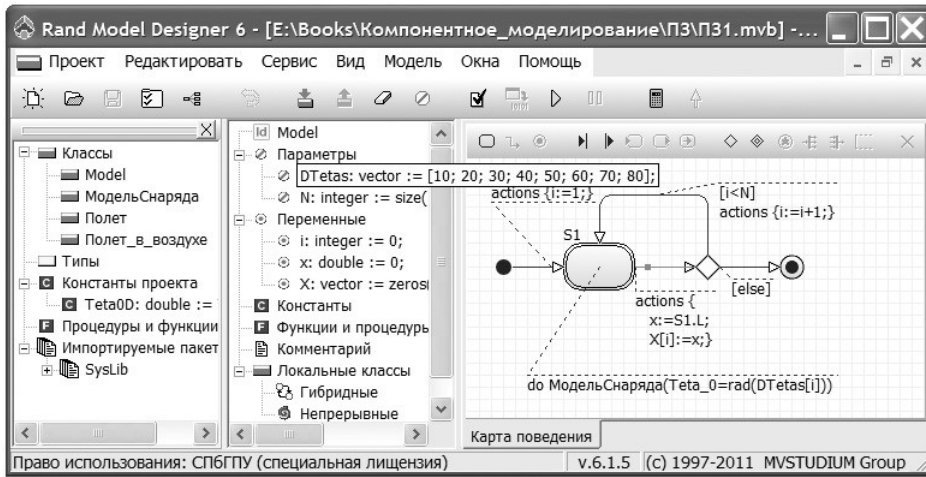 Rand Model Designer 6 - [E:\Books\Компонентное_моделирование\ПЗ\ПЗ1.mvb] -...
Проект Редактировать Сервис Вид Модель Окна Помощь
Классы
Model
МодельСнаряда
Полет
Полет_в_воздухе
Типы
Константы проекта
Teta0D: double :=
Процедуры и функции
Импортируемые пакет
SysLib
Model
Параметры
DTetas: vector := [10; 20; 30; 40; 50; 60; 70; 80];
N: integer := size(
Переменные
i: integer := 0;
x: double := 0;
X: vector := zeros(
Константы
Функции и процедурь
Комментарий
Локальные классы
Гибридные
Непрерывные
actions {i:=1;}
[i<N]
actions {i:=i+1;}
S1
[else]
actions {
x:=S1.L;
X[i]:=x;}
do МодельСнаряда(Teta_0=rad(DTetas[i]))
Карта поведения
Право использования: СПбГПУ (специальная лицензия) v.6.1.5 (c) 1997-2011 MVSTUDIUM Group